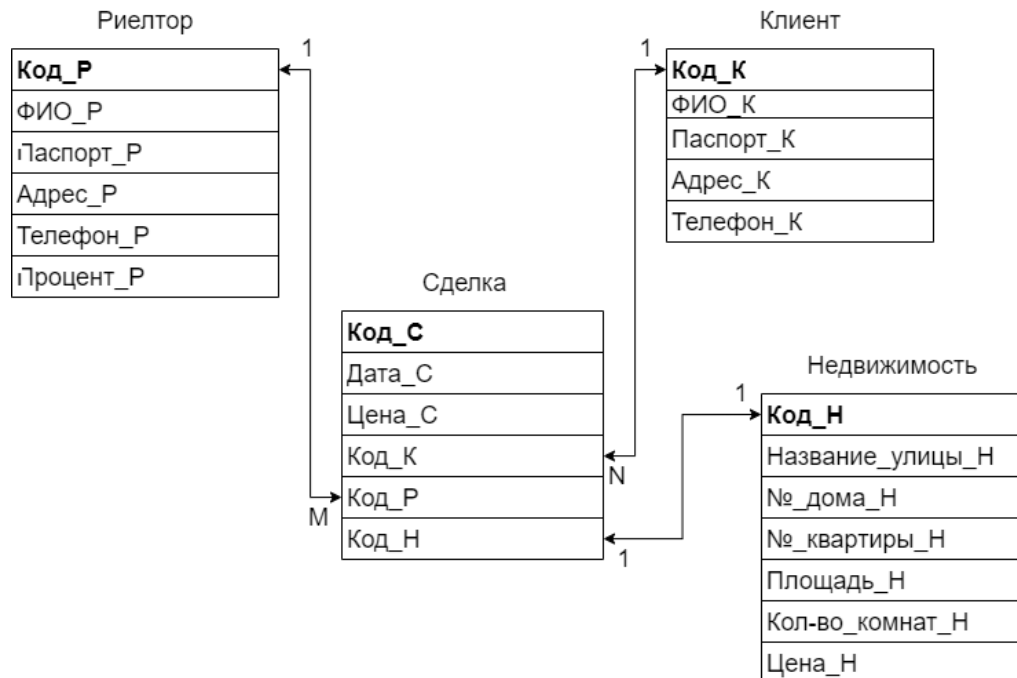 Риелтор
Код_Р
ФИО_Р
Паспорт_Р
Адрес_Р
Телефон_Р
Процент_Р
1
Клиент
Код_К
ФИО_К
Паспорт_К
Адрес_К
Телефон_К
1
Сделка
Код_С
Дата_С
Цена_С
Код_К
Код_Р
Код_Н
M
N
1
Недвижимость
1
Код_Н
Название_улицы_Н
№_дома_Н
№_квартиры_Н
Площадь_Н
Кол-во_комнат_Н
Цена_Н